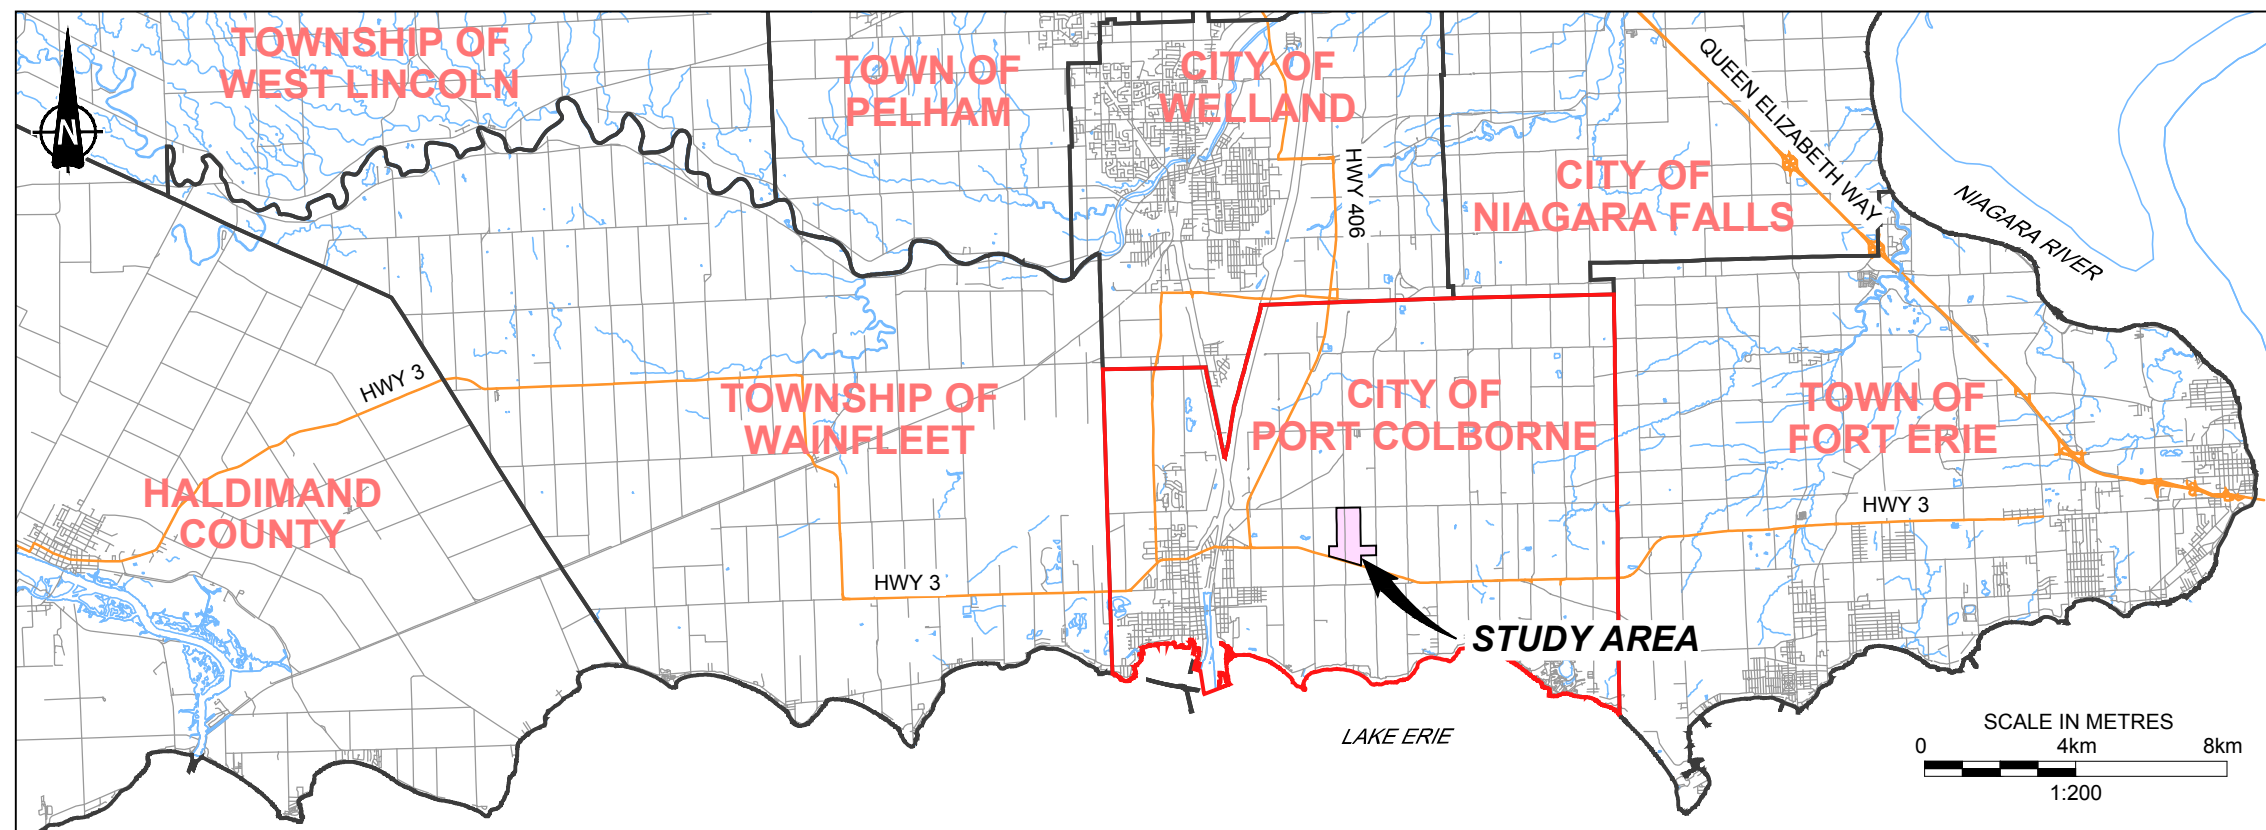 TOWNSHIP OF
WEST LINCOLN
TOWN OF
PELHAM
CITY OF
WELLAND
QUEEN ELIZABETH WAY
N
HWY 406
CITY OF
NIAGARA FALLS
NIAGARA RIVER
HWY 3
TOWNSHIP OF
WAINFLEET
CITY OF
PORT COLBORNE
TOWN OF
FORT ERIE
HALDIMAND
COUNTY
HWY 3
HWY 3
STUDY AREA
LAKE ERIE
SCALE IN METRES
0 4km 8km
1:200